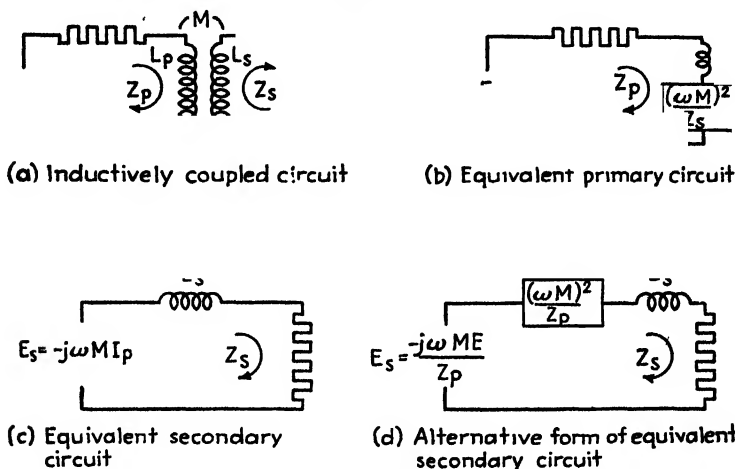 M
Lp Ls
Zp Zs
(a) Inductively coupled circuit
Zp
(ωM)²
Zs
(b) Equivalent primary circuit
Es=-jωMIp
Zs
(c) Equivalent secondary
circuit
(ωM)²
Zp
Es=-jωME
Zp
Zs
(d) Alternative form of equivalent
secondary circuit